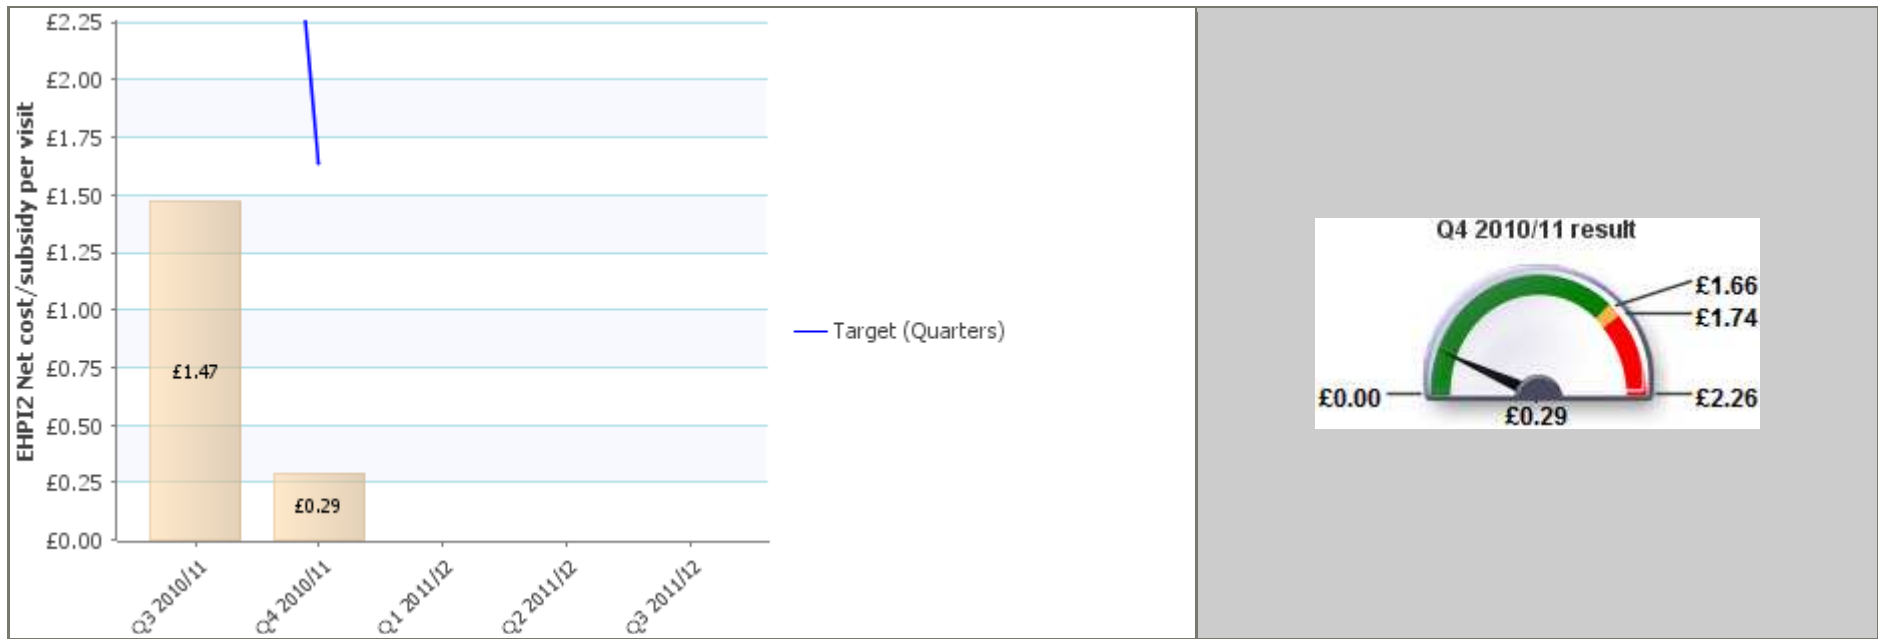 EHPI2 Net cost/subsidy per visit
£2.25
£2.00
£1.75
£1.50
£1.25
£1.00
£0.75
£0.50
£0.25
£0.00
£1.47
£0.29
Q3 2010/11
Q4 2010/11
Q1 2011/12
Q2 2011/12
Q3 2011/12
Target (Quarters)
Q4 2010/11 result
£1.66
£1.74
£0.00
£2.26
£0.29